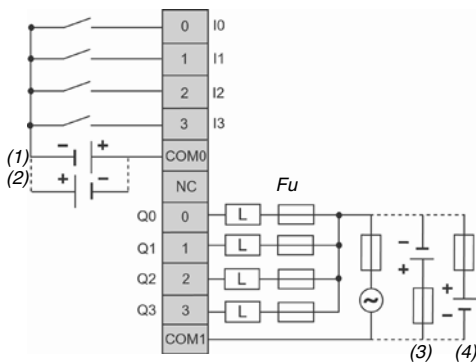 0 I0
1 I1
2 I2
3 I3
(1) - + COM0
(2) + -
NC
Fu
Q0 0 L
Q1 1 L
Q2 2 L
Q3 3 L
- +
+ -
~
COM1 (3) (4)